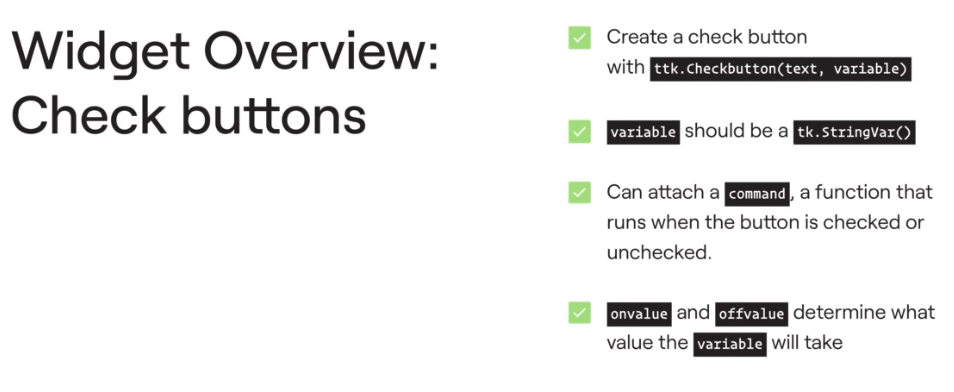 Widget Overview:
Check buttons
Create a check button
with ttk.Checkbutton(text, variable)
variable should be a tk.StringVar()
Can attach a command, a function that
runs when the button is checked or
unchecked.
onvalue and offvalue determine what
value the variable will take